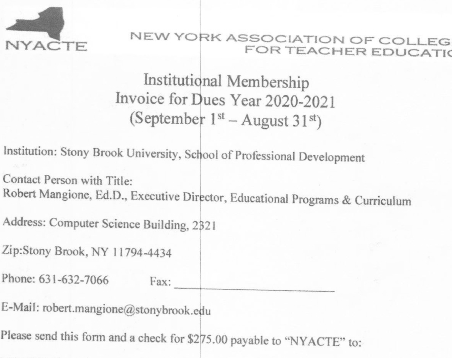 NYACTE
NEW YORK ASSOCIATION OF COLLEG
FOR TEACHER EDUCATIO
Institutional Membership
Invoice for Dues Year 2020-2021
(September 1st – August 31st)
Institution: Stony Brook University, School of Professional Development
Contact Person with Title:
Robert Mangione, Ed.D., Executive Director, Educational Programs & Curriculum
Address: Computer Science Building, 2321
Zip:Stony Brook, NY 11794-4434
Phone: 631-632-7066 Fax:
E-Mail: robert.mangione@stonybrook.edu
Please send this form and a check for $275.00 payable to “NYACTE” to: